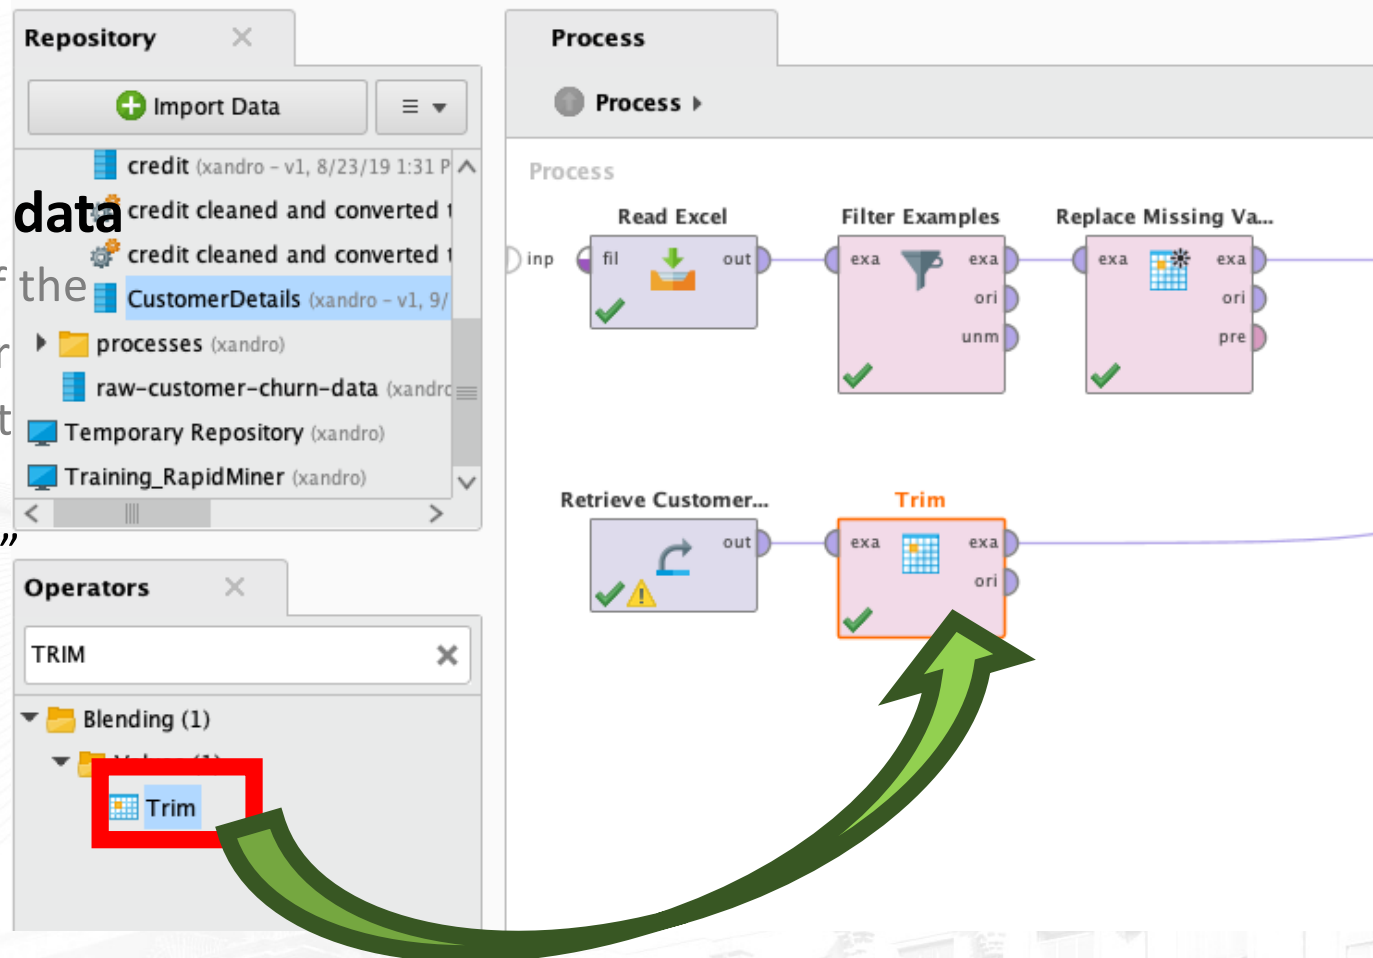 Repository
Import Data
credit (xandro – v1, 8/23/19 1:31 P
credit cleaned and converted t
credit cleaned and converted t
CustomerDetails (xandro – v1, 9/
processes (xandro)
raw-customer-churn-data (xandro
Temporary Repository (xandro)
Training_RapidMiner (xandro)
data
the
”
Operators
TRIM
Blending (1)
Trim
Process
Process
Process
Read Excel
Filter Examples
Replace Missing Va...
inp
fil
out
exa
exa
ori
unm
exa
exa
ori
pre
Retrieve Customer...
Trim
out
exa
exa
ori